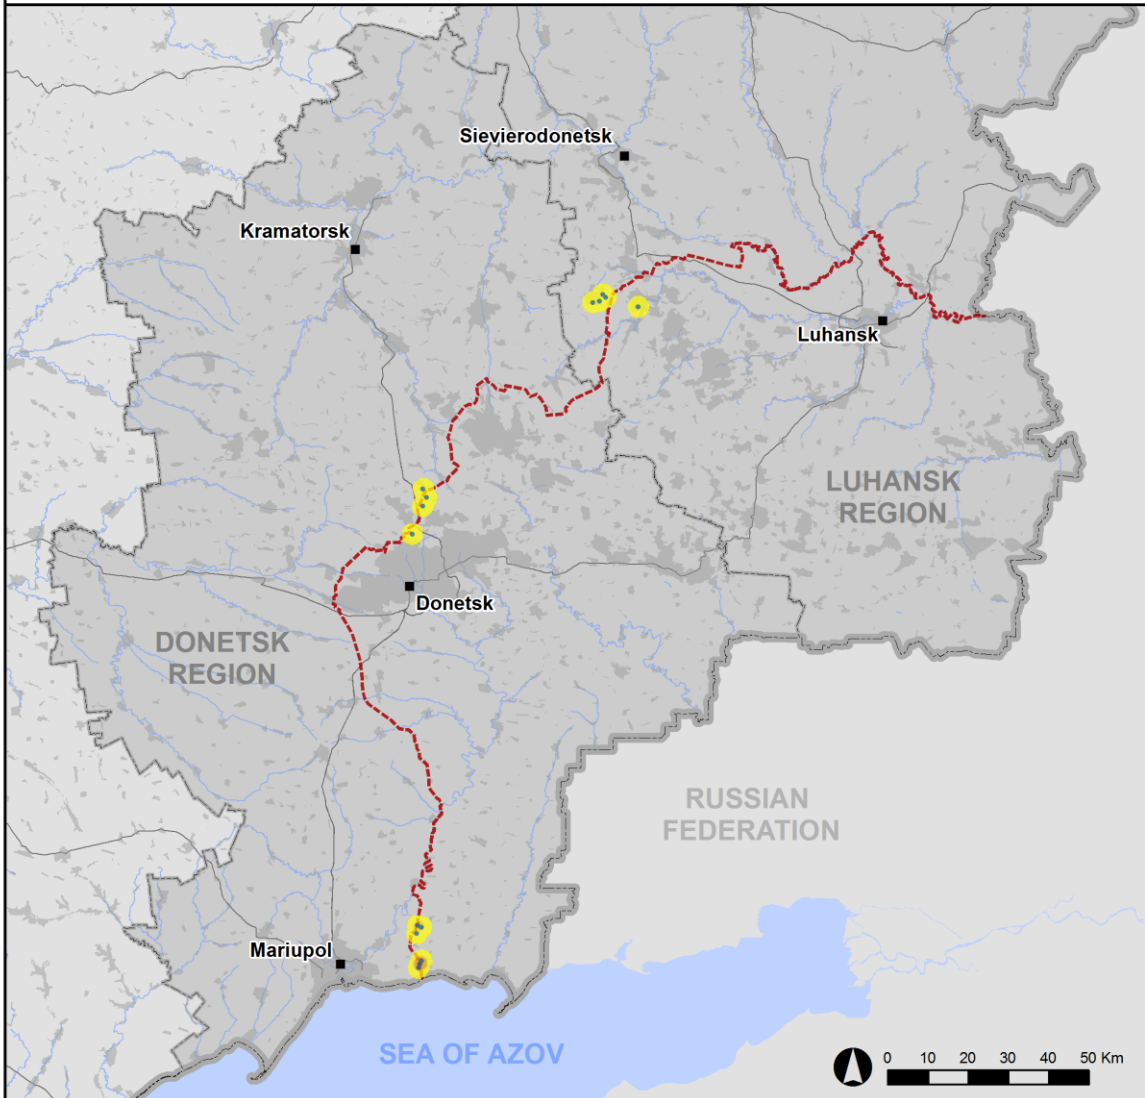 Sievierodonetsk
Kramatorsk
Luhansk
LUHANSK
REGION
Donetsk
DONETSK
REGION
RUSSIAN
FEDERATION
Mariupol
SEA OF AZOV
0 10 20 30 40 50 Km